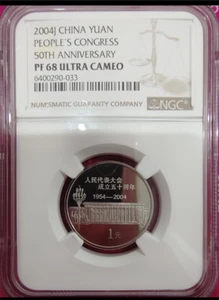 2004J CHINA YUAN
PEOPLE'S CONGRESS
50TH ANNIVERSARY
PF 68 ULTRA CAMEO
6400290-033
NUMISMATIC GUARANTY COMPANY
NGC
人民代表大会
成立五十周年
1954-2004
1元